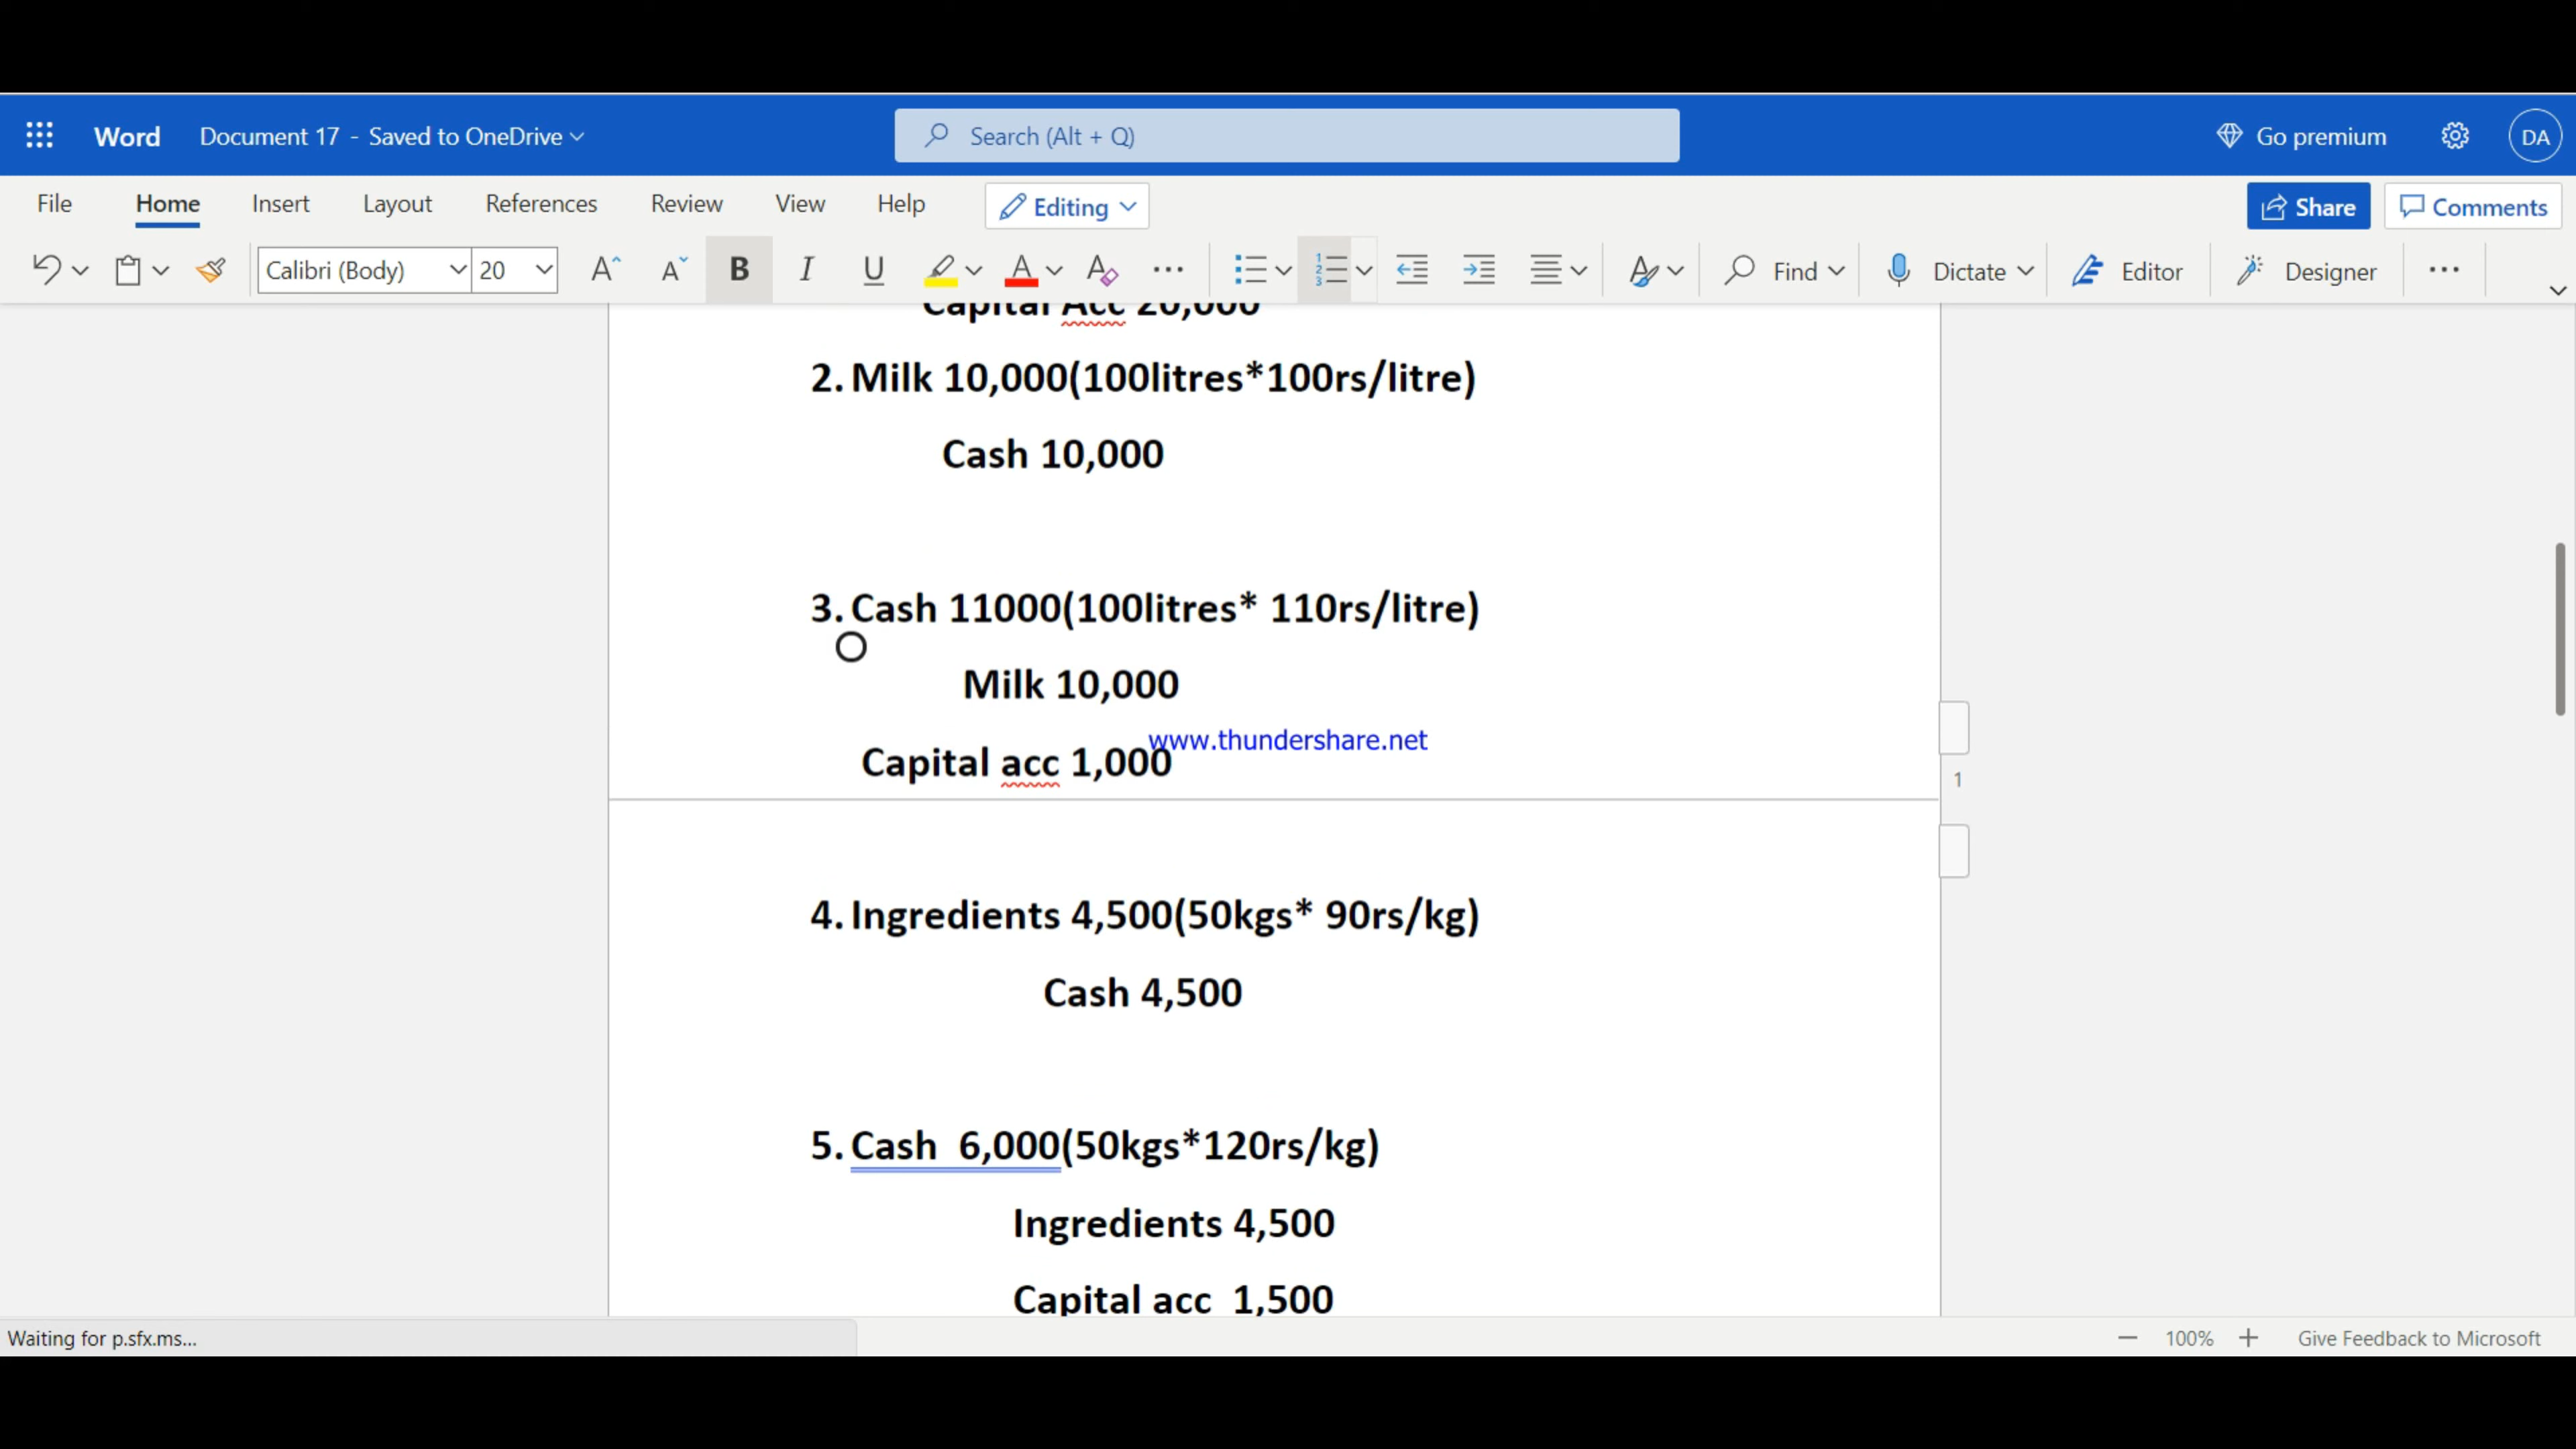 Word Document 17 - Saved to OneDrive Search (Alt + Q) Go premium DA
File Home Insert Layout References Review View Help Editing Share Comments
Calibri (Body) 20 A A B I U A A ... Find Dictate Editor Designer ...
Capital Acc 20,000
2. Milk 10,000(100litres*100rs/litre)
Cash 10,000
3. Cash 11000(100litres* 110rs/litre)
Milk 10,000
www.thundershare.net
Capital acc 1,000
1
4. Ingredients 4,500(50kgs* 90rs/kg)
Cash 4,500
5. Cash  6,000(50kgs*120rs/kg)
Ingredients 4,500
Capital acc  1,500
Waiting for p.sfx.ms... 100% Give Feedback to Microsoft